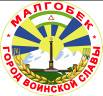 МАЛГОБЕК
ГОРОД ВОИНСКОЙ СЛАВЫ